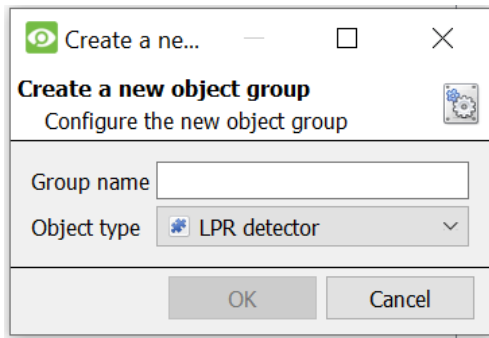 Create a ne...
Create a new object group
Configure the new object group
Group name
Object type LPR detector
OK Cancel